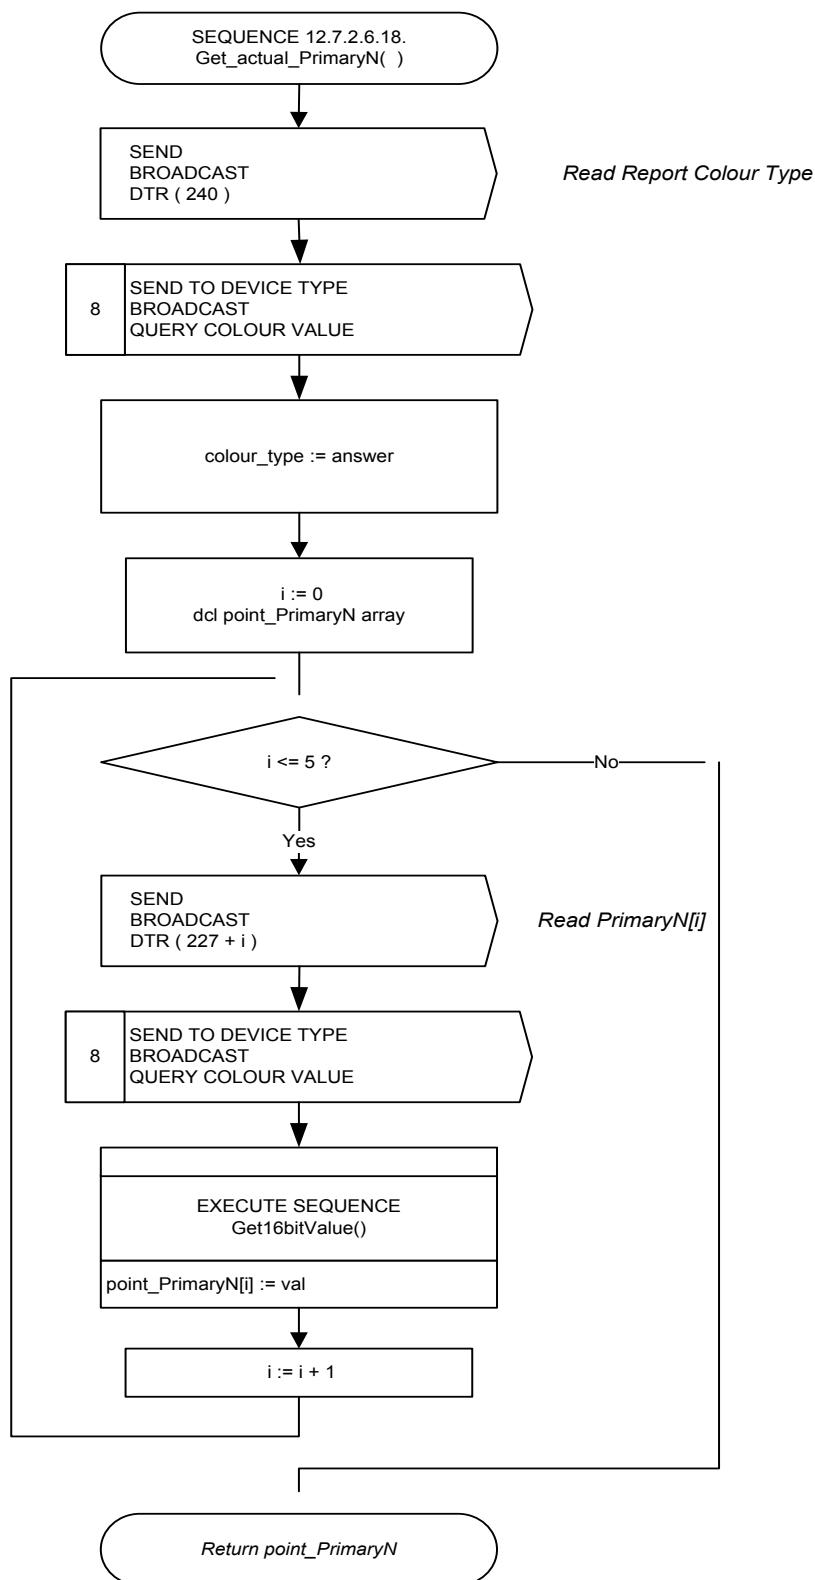 SEQUENCE 12.7.2.6.18.
Get_actual_PrimaryN(  )
SEND
BROADCAST
DTR ( 240 )
Read Report Colour Type
8
SEND TO DEVICE TYPE
BROADCAST
QUERY COLOUR VALUE
colour_type := answer
i := 0
dcl point_PrimaryN array
i <= 5 ?
No
Yes
SEND
BROADCAST
DTR ( 227 + i )
Read PrimaryN[i]
8
SEND TO DEVICE TYPE
BROADCAST
QUERY COLOUR VALUE
EXECUTE SEQUENCE
Get16bitValue()
point_PrimaryN[i] := val
i := i + 1
Return point_PrimaryN